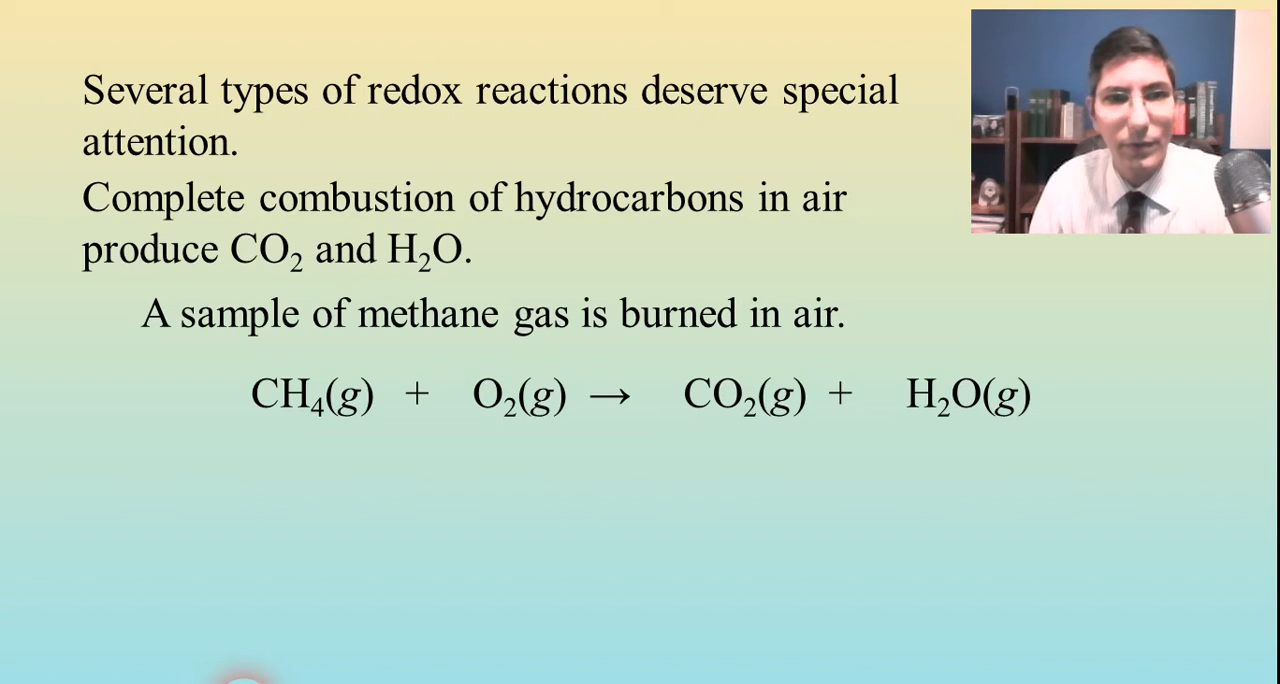 Several types of redox reactions deserve special
attention.
Complete combustion of hydrocarbons in air
produce CO₂ and H₂O.
A sample of methane gas is burned in air.
CH₄(g) + O₂(g) → CO₂(g) + H₂O(g)